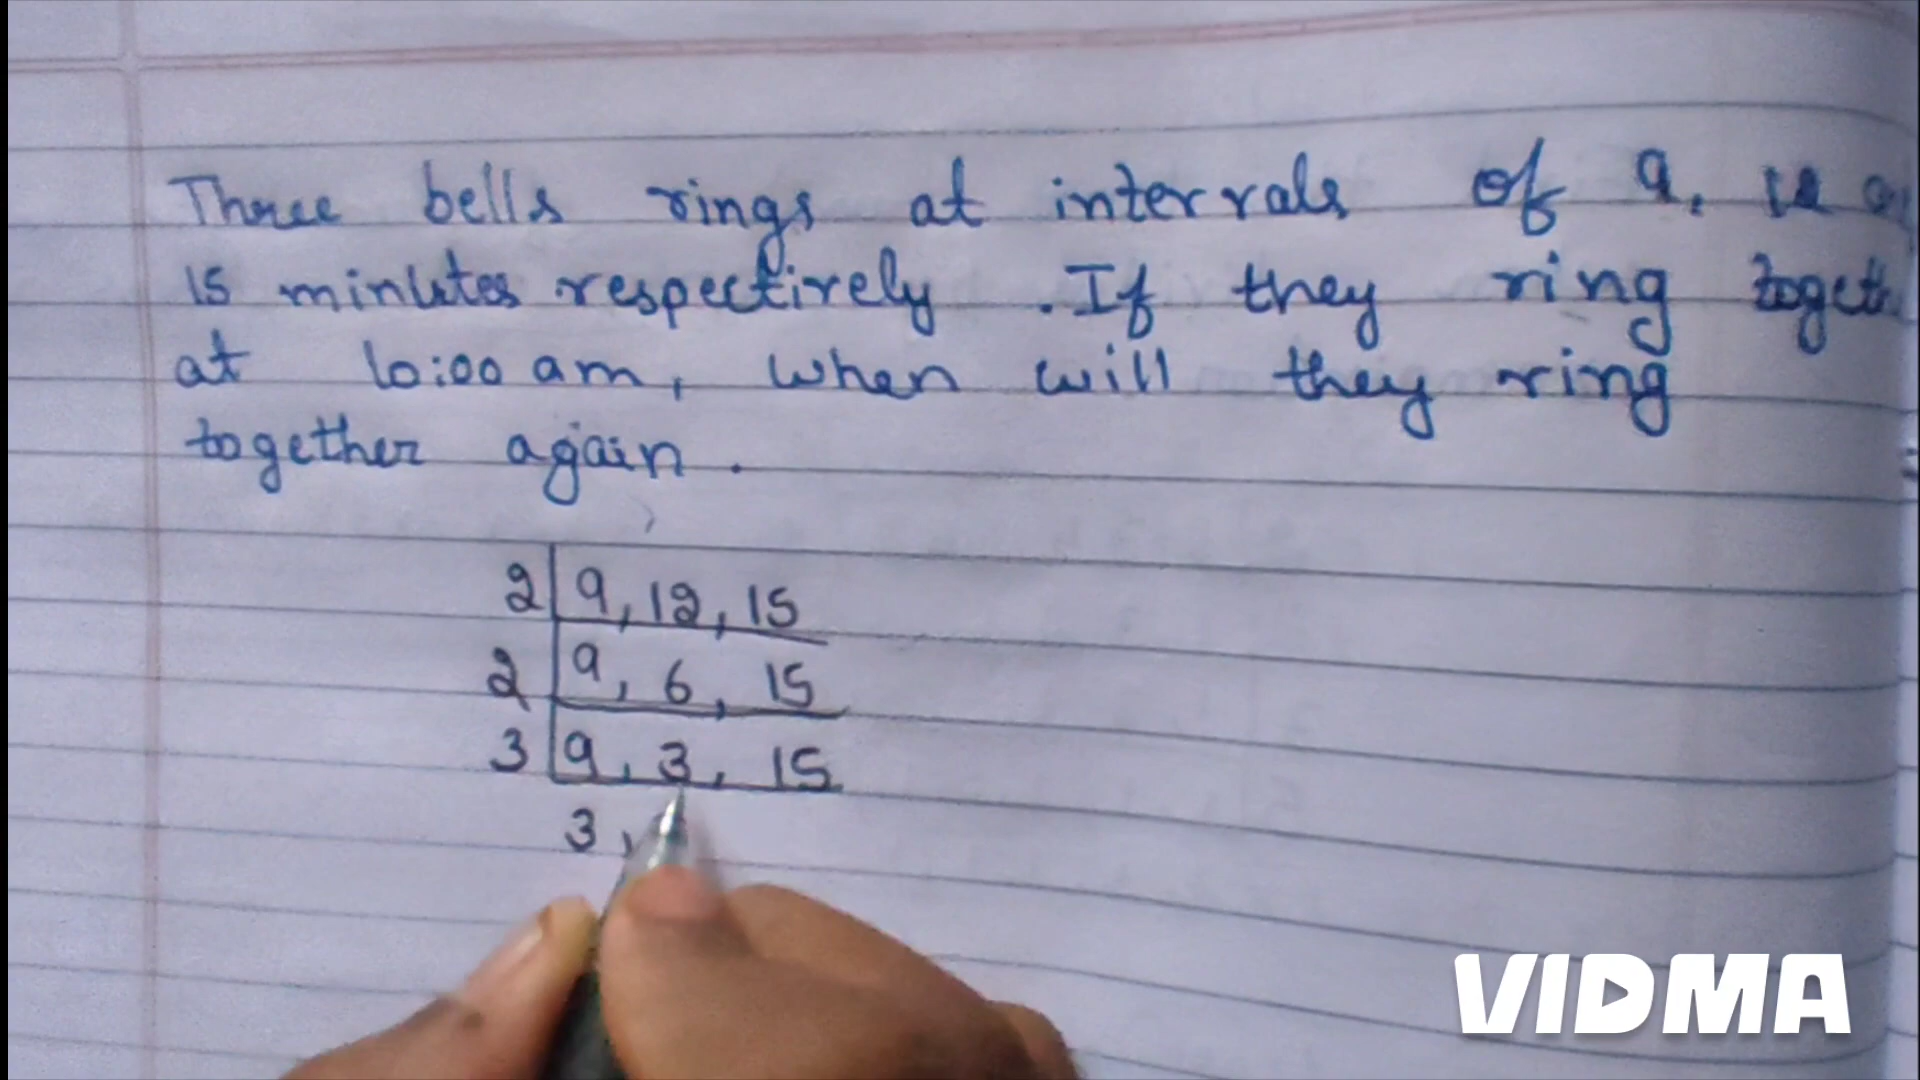 Three bells rings at intervals of 9,
15 minutes respectively . If they ring
at 10:00 am, when will they ring
together again .
2 9, 12, 15
2 9, 6, 15
3 9, 3, 15
3,
VIDMA